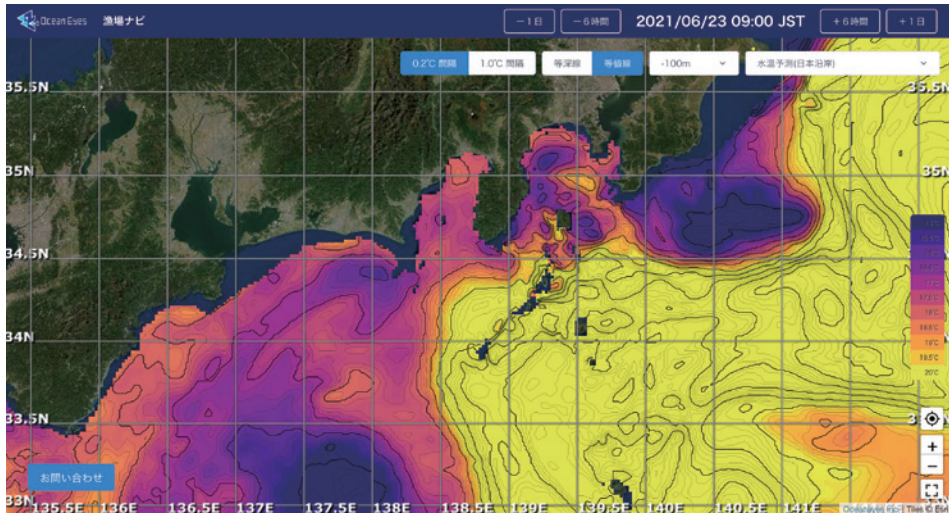 Ocean Eyes 漁場ナビ
－1日 －6時間 2021/06/23 09:00 JST ＋6時間 ＋1日
0.2℃ 間隔 1.0℃ 間隔 等深線 等値線 -100m 水温予測(日本沿岸)
35.5N 35.5N
35N 35N
34.5N
17.5℃
18℃
18.5℃
34N
19℃
19.5℃
20℃
33.5N
+
−
お問い合わせ
33N
135.5E 136E 136.5E 137E 137.5E 138E 138.5E 139E 139.5E 140E 140.5E 141E